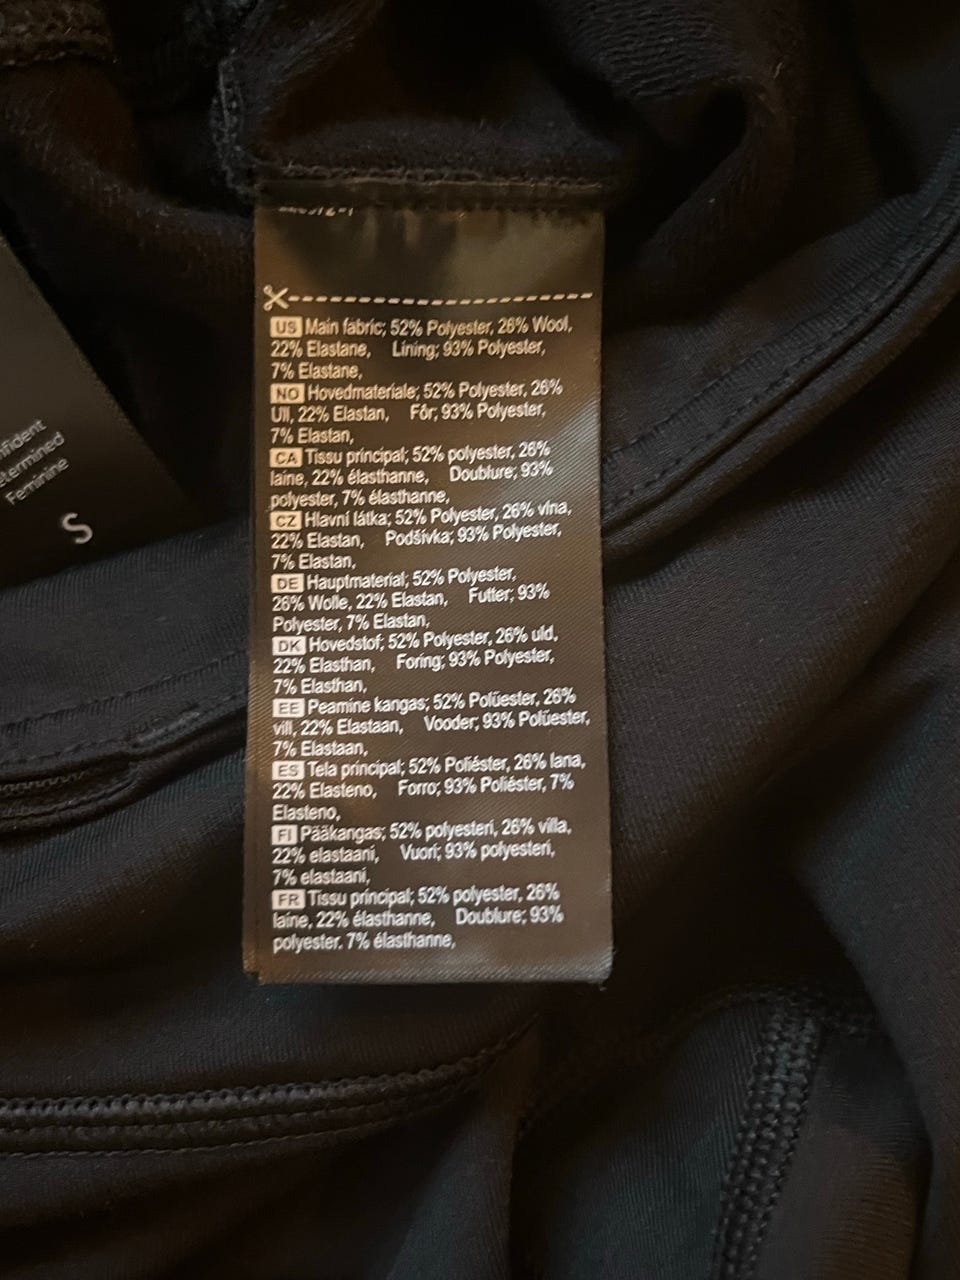 US Main fabric; 52% Polyester, 26% Wool,
22% Elastane, Lining; 93% Polyester,
7% Elastane,
NO Hovedmateriale; 52% Polyester, 26%
Ull, 22% Elastan, Fôr; 93% Polyester,
7% Elastan,
CA Tissu principal; 52% polyester, 26%
laine, 22% élasthanne, Doublure; 93%
polyester, 7% élasthanne,
CZ Hlavní látka; 52% Polyester, 26% vlna,
22% Elastan, Podšívka; 93% Polyester,
7% Elastan,
DE Hauptmaterial; 52% Polyester,
26% Wolle, 22% Elastan, Futter; 93%
Polyester, 7% Elastan,
DK Hovedstof; 52% Polyester, 26% uld,
22% Elasthan, Foring; 93% Polyester,
7% Elasthan,
EE Peamine kangas; 52% Polüester, 26%
vill, 22% Elastaan, Vooder; 93% Polüester,
7% Elastaan,
ES Tela principal; 52% Poliéster, 26% lana,
22% Elasteno, Forro; 93% Poliéster, 7%
Elasteno,
FI Pääkangas; 52% polyesteri, 26% villa,
22% elastaani, Vuori; 93% polyesteri,
7% elastaani,
FR Tissu principal; 52% polyester, 26%
laine, 22% élasthanne, Doublure; 93%
polyester. 7% élasthanne,
Feminine
S